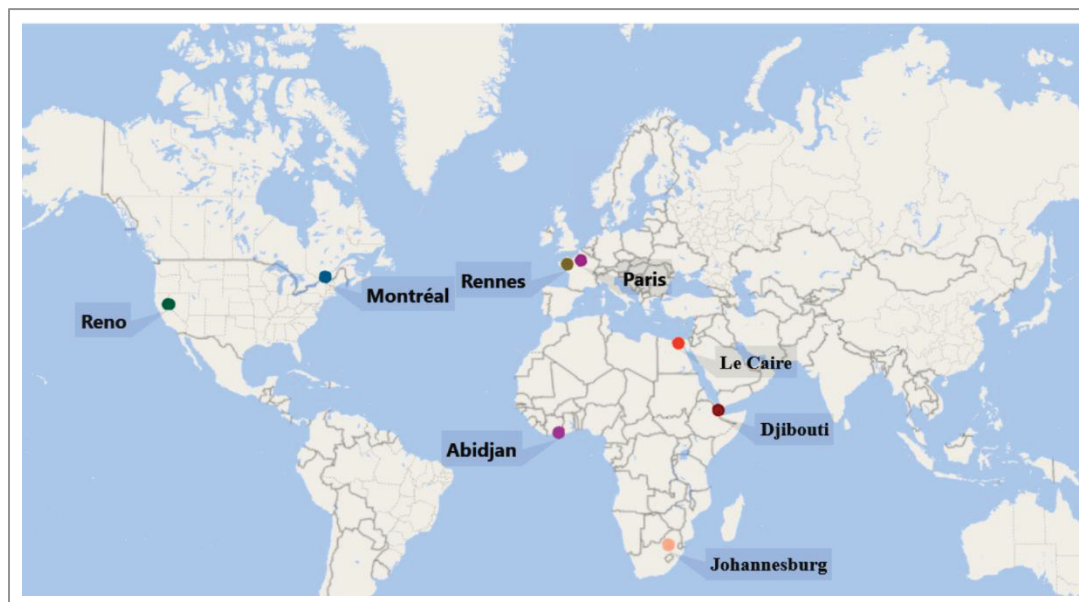 Rennes
Paris
Montréal
Reno
Le Caire
Djibouti
Abidjan
Johannesburg